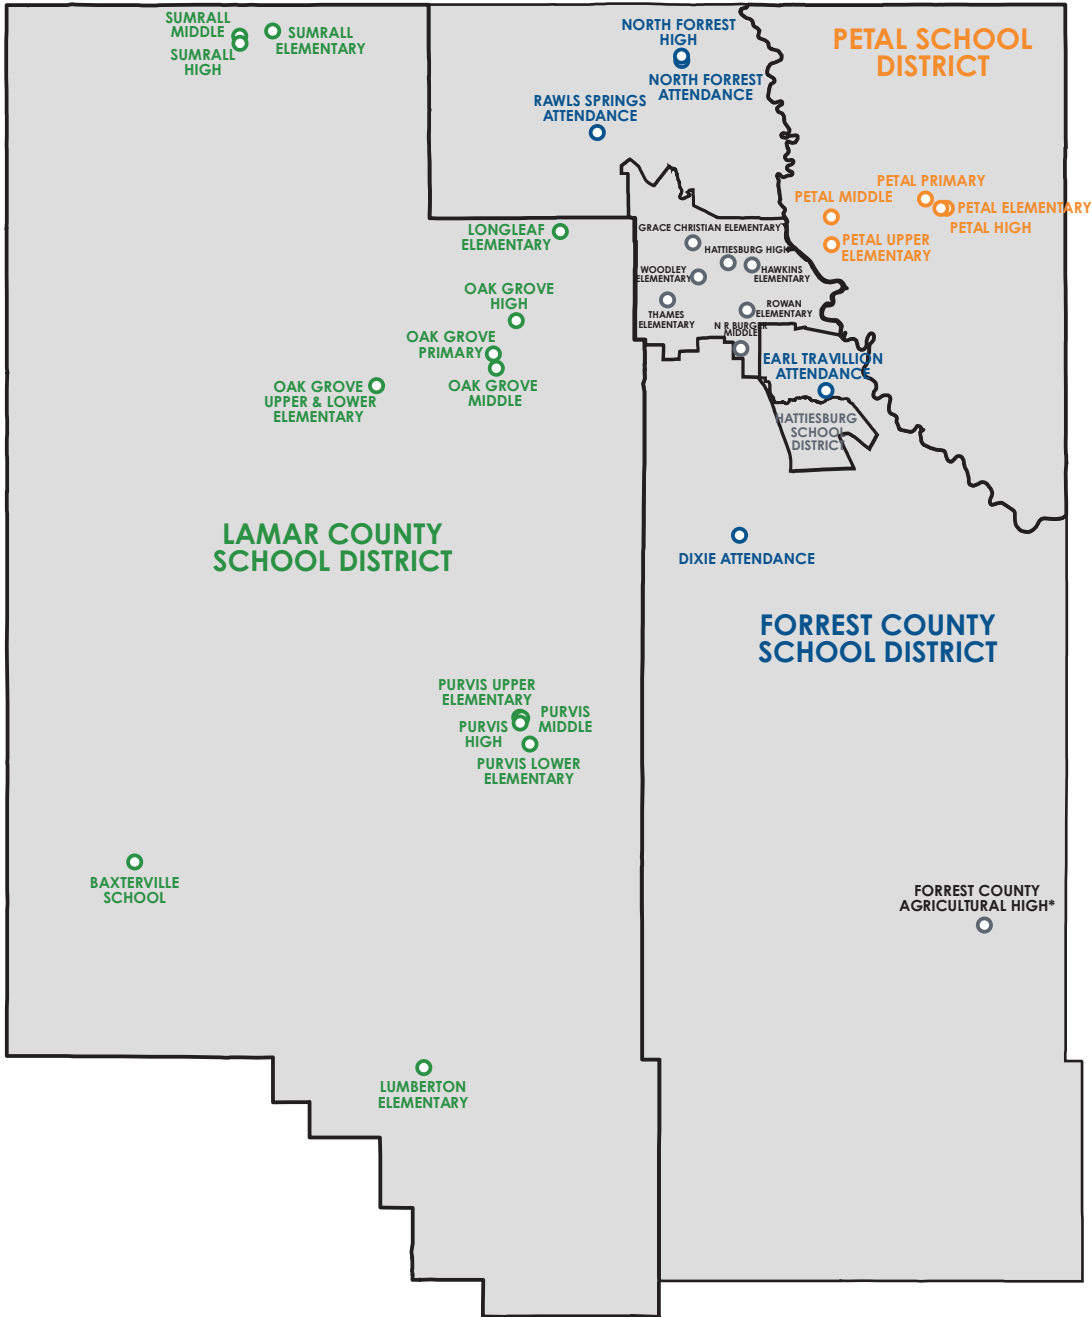 SUMRALL
MIDDLE
SUMRALL
HIGH
SUMRALL
ELEMENTARY
NORTH FORREST
HIGH
NORTH FORREST
ATTENDANCE
RAWLS SPRINGS
ATTENDANCE
PETAL SCHOOL
DISTRICT
PETAL PRIMARY
PETAL MIDDLE
PETAL ELEMENTARY
PETAL HIGH
PETAL UPPER
ELEMENTARY
LONGLEAF
ELEMENTARY
GRACE CHRISTIAN ELEMENTARY
HATTIESBURG HIGH
WOODLEY
ELEMENTARY
HAWKINS
ELEMENTARY
THAMES
ELEMENTARY
ROWAN
ELEMENTARY
N R BURGER
MIDDLE
OAK GROVE
HIGH
OAK GROVE
PRIMARY
OAK GROVE
MIDDLE
OAK GROVE
UPPER & LOWER
ELEMENTARY
EARL TRAVILLION
ATTENDANCE
HATTIESBURG
SCHOOL
DISTRICT
LAMAR COUNTY
SCHOOL DISTRICT
DIXIE ATTENDANCE
FORREST COUNTY
SCHOOL DISTRICT
PURVIS UPPER
ELEMENTARY
PURVIS
MIDDLE
PURVIS
HIGH
PURVIS LOWER
ELEMENTARY
BAXTERVILLE
SCHOOL
FORREST COUNTY
AGRICULTURAL HIGH*
LUMBERTON
ELEMENTARY